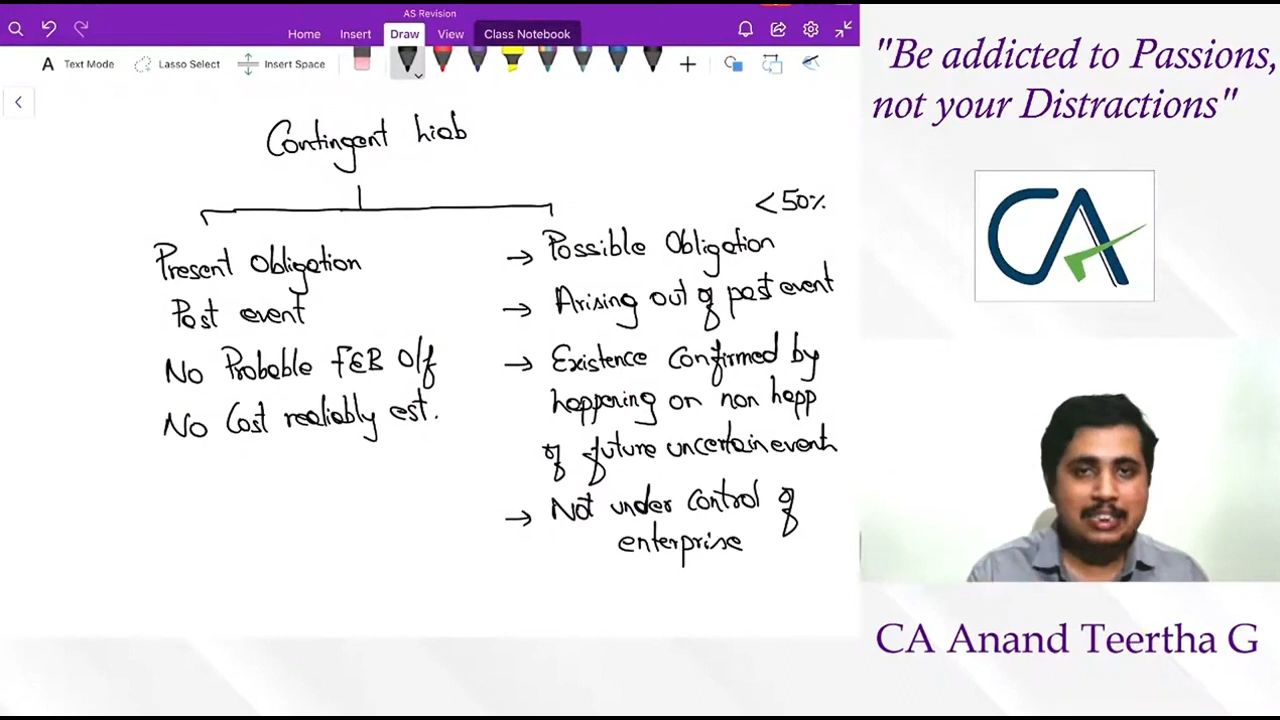 AS Revision
Home Insert Draw View Class Notebook
A Text Mode Lasso Select Insert Space
Contingent Liab
<50%
Present Obligation
Past event
No Probable FEB O/f
No Cost realiably est.
→ Possible Obligation
→ Arising out of past event
→ Existence Confirmed by
happening or non happ
of future uncertain events
→ Not under control of
enterprise
"Be addicted to Passions,
not your Distractions"
CA
CA Anand Teertha G